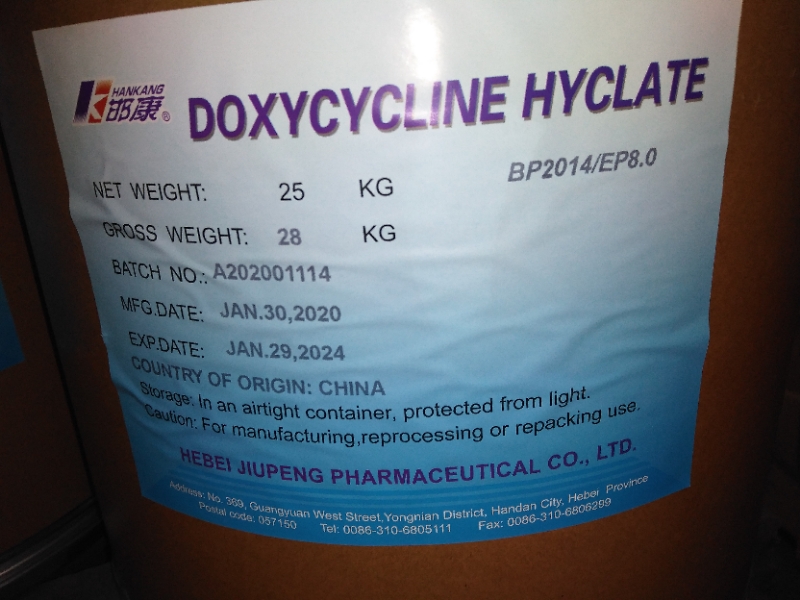 HANKANG
邯康®
DOXYCYCLINE HYCLATE
BP2014/EP8.0
NET WEIGHT: 25 KG
GROSS WEIGHT: 28 KG
BATCH NO.: A202001114
MFG.DATE: JAN.30,2020
EXP.DATE: JAN.29,2024
COUNTRY OF ORIGIN: CHINA
Storage: In an airtight container, protected from light.
Caution: For manufacturing,reprocessing or repacking use.
HEBEI JIUPENG PHARMACEUTICAL CO., LTD.
Address: No. 369, Guangyuan West Street,Yongnian District, Handan City, Hebei Province
Postal code: 057150 Tel: 0086-310-6805111 Fax: 0086-310-6806299